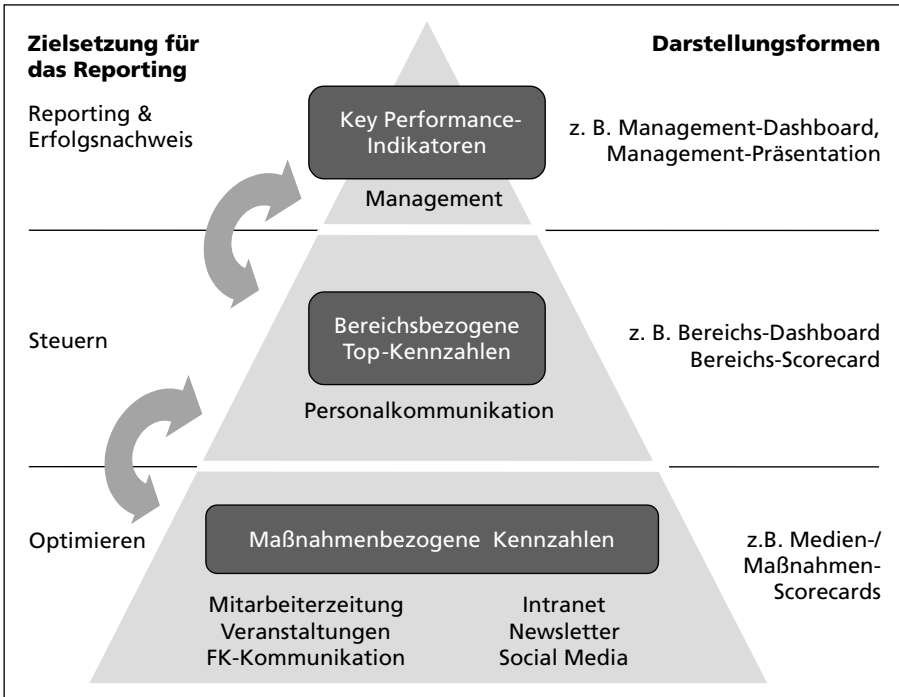 Zielsetzung für
das Reporting
Darstellungsformen
Reporting &
Erfolgsnachweis
Key Performance-
Indikatoren
Management
z. B. Management-Dashboard,
Management-Präsentation
Steuern
Bereichsbezogene
Top-Kennzahlen
Personalkommunikation
z. B. Bereichs-Dashboard
Bereichs-Scorecard
Optimieren
Maßnahmenbezogene Kennzahlen
Mitarbeiterzeitung
Veranstaltungen
FK-Kommunikation
Intranet
Newsletter
Social Media
z.B. Medien-/
Maßnahmen-
Scorecards